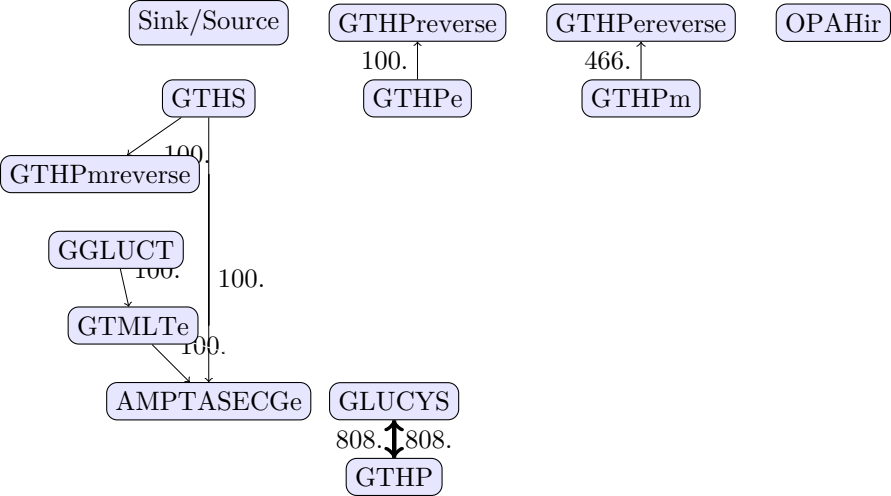 Sink/Source
GTHPreverse
GTHPereverse
OPAHir
100.
466.
GTHS
GTHPe
GTHPm
100.
GTHPmreverse
GGLUCT
100.
100.
GTMLTe
100.
AMPTASECGe
GLUCYS
808.
808.
GTHP